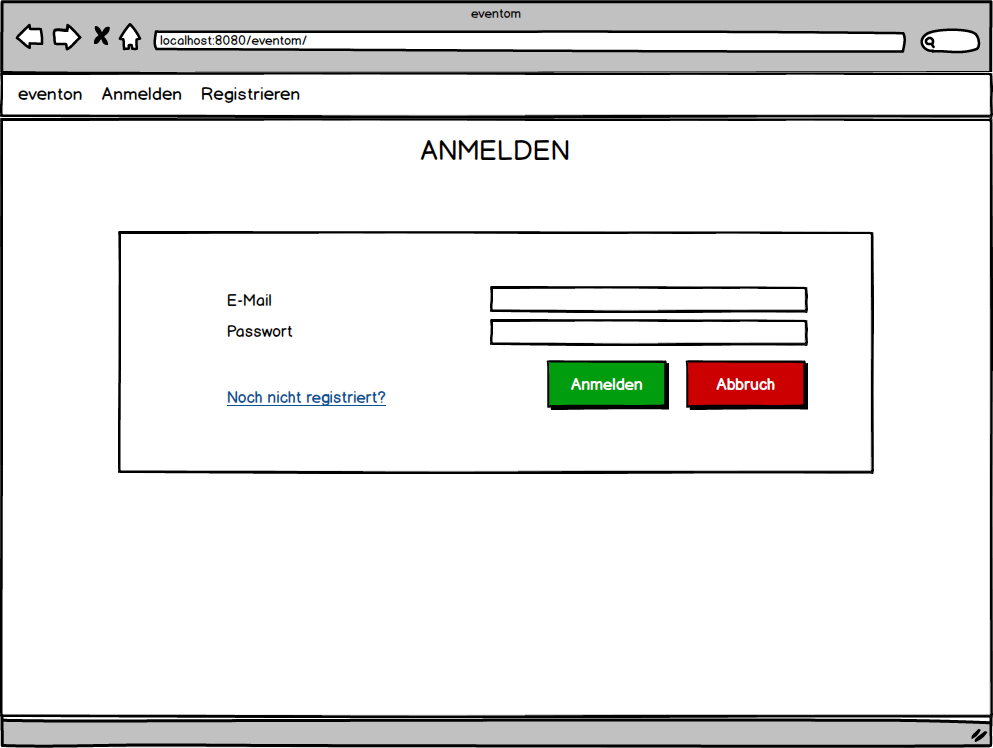 eventom
localhost:8080/eventom/
eventon Anmelden Registrieren
ANMELDEN
E-Mail
Passwort
Noch nicht registriert?
Anmelden Abbruch